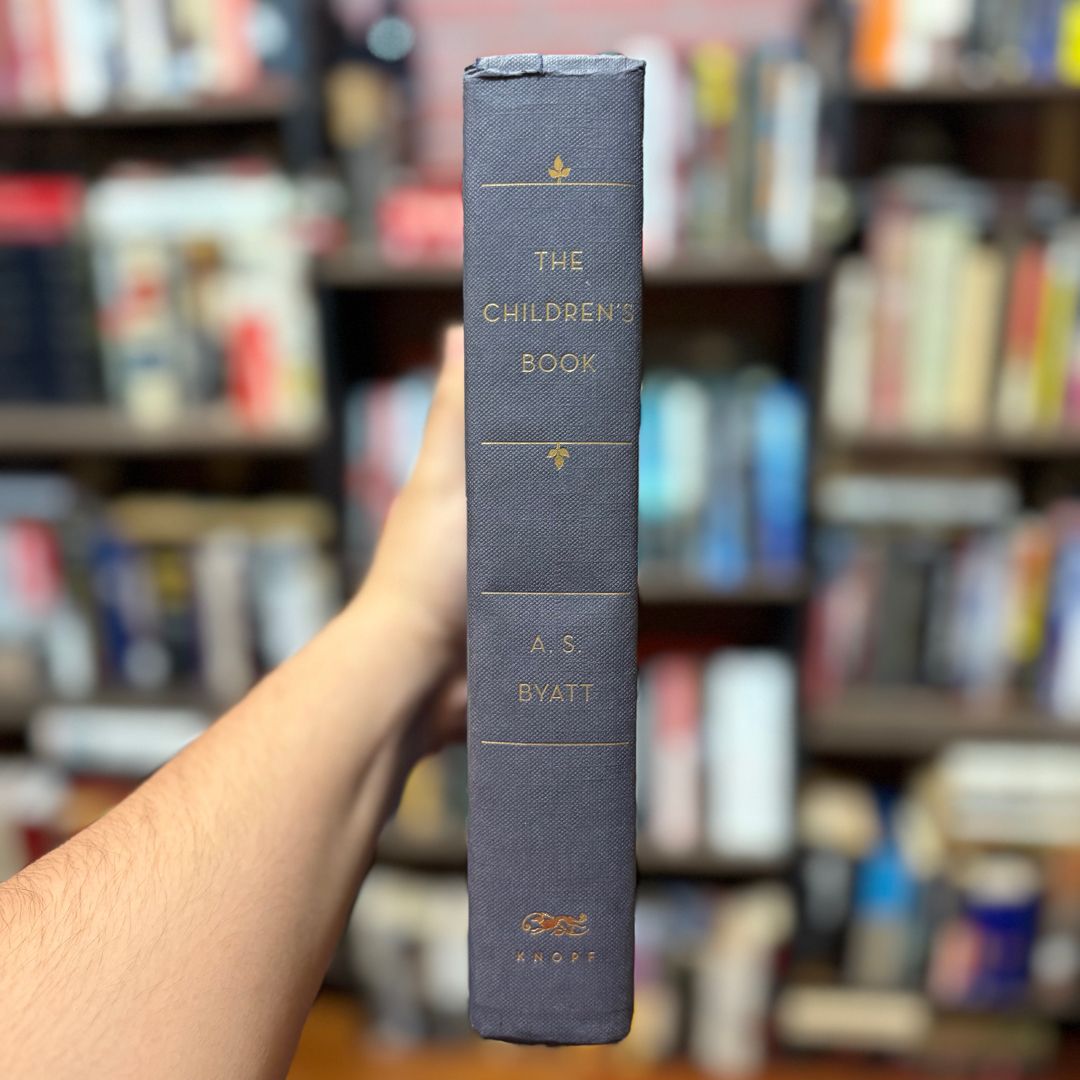 THE
CHILDREN'S
BOOK
A. S.
BYATT
KNOPF